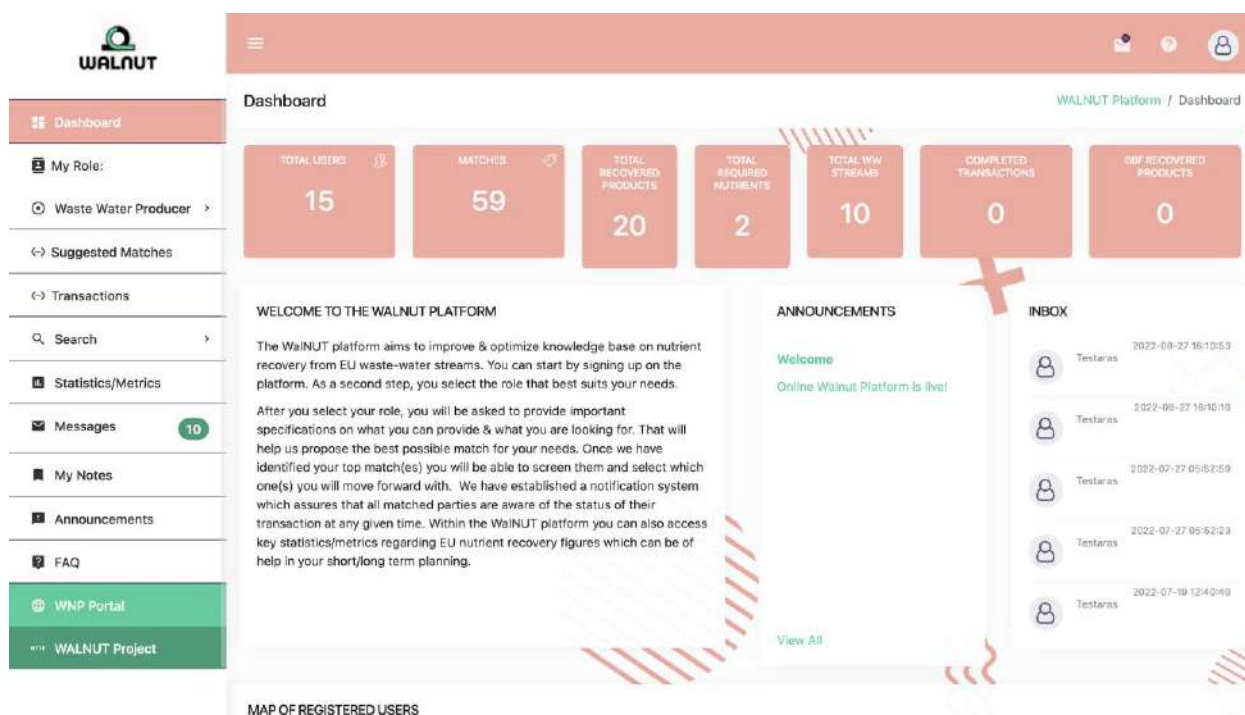 WALNUT
Dashboard
My Role:
Waste Water Producer
Suggested Matches
Transactions
Search
Statistics/Metrics
Messages
10
My Notes
Announcements
FAQ
WNP Portal
WALNUT Project
Dashboard
WALNUT Platform / Dashboard
TOTAL USERS
15
MATCHES
59
TOTAL
RECOVERED
PRODUCTS
20
TOTAL
REQUIRED
NUTRIENTS
2
TOTAL WW
STREAMS
10
COMPLETED
TRANSACTIONS
0
BBF RECOVERED
PRODUCTS
0
WELCOME TO THE WALNUT PLATFORM
The WalNUT platform aims to improve & optimize knowledge base on nutrient
recovery from EU waste-water streams. You can start by signing up on the
platform. As a second step, you select the role that best suits your needs.
After you select your role, you will be asked to provide important
specifications on what you can provide & what you are looking for. That will
help us propose the best possible match for your needs. Once we have
identified your top match(es) you will be able to screen them and select which
one(s) you will move forward with. We have established a notification system
which assures that all matched parties are aware of the status of their
transaction at any given time. Within the WalNUT platform you can also access
key statistics/metrics regarding EU nutrient recovery figures which can be of
help in your short/long term planning.
ANNOUNCEMENTS
Welcome
Online Walnut Platform is live!
View All
INBOX
2022-08-27 16:10:53
Testaras
16:10:10
Testaras
2022-07-27 05:52:59
Testaras
2022-07-27 05:52:23
Testaras
2022-07-19 12:40:40
Testaras
MAP OF REGISTERED USERS